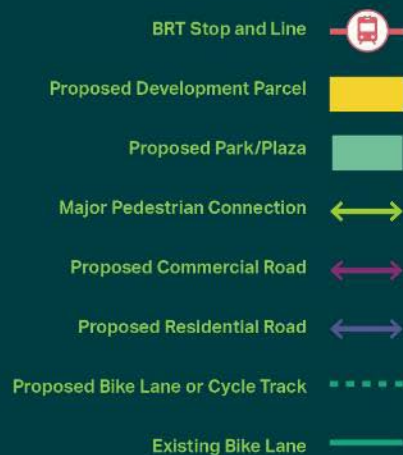 BRT Stop and Line
Proposed Development Parcel
Proposed Park/Plaza
Major Pedestrian Connection
Proposed Commercial Road
Proposed Residential Road
Proposed Bike Lane or Cycle Track
Existing Bike Lane